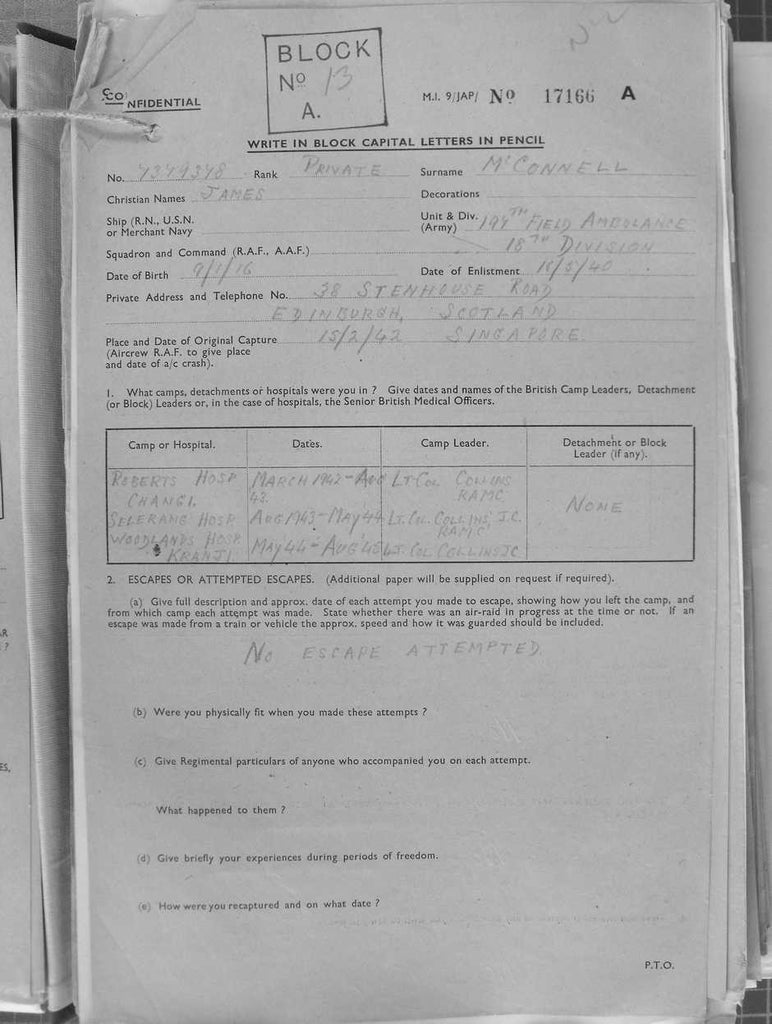 BLOCK
No 13
A.
CONFIDENTIAL
M.I. 9/JAP/ No 17166 A
WRITE IN BLOCK CAPITAL LETTERS IN PENCIL
No. 7349378 Rank PRIVATE Surname McCONNELL
Christian Names JAMES Decorations
Ship (R.N., U.S.N. or Merchant Navy
Unit & Div. (Army) 197TH FIELD AMBULANCE
18TH DIVISION
Squadron and Command (R.A.F., A.A.F.)
Date of Birth 9/1/16 Date of Enlistment 18/5/40
Private Address and Telephone No. 38 STENHOUSE ROAD
EDINBURGH, SCOTLAND
Place and Date of Original Capture 15/2/42 SINGAPORE
(Aircrew R.A.F. to give place
and date of a/c crash).
1. What camps, detachments or hospitals were you in ? Give dates and names of the British Camp Leaders, Detachment
(or Block) Leaders or, in the case of hospitals, the Senior British Medical Officers.
Camp or Hospital. Dates. Camp Leader. Detachment or Block Leader (if any).
ROBERTS HOSP MARCH 1942 - AUG LT COL COLLINS
CHANGI. 43. RAMC
NONE
SELERANG HOSP AUG 1943 - MAY 44 LT. COL. COLLINS, J.C.
RAMC
WOODLANDS HOSP MAY 44 - AUG 45 LT. COL COLLINS JC
KRANJI
2. ESCAPES OR ATTEMPTED ESCAPES. (Additional paper will be supplied on request if required).
(a) Give full description and approx. date of each attempt you made to escape, showing how you left the camp, and
from which camp each attempt was made. State whether there was an air-raid in progress at the time or not. If an
escape was made from a train or vehicle the approx. speed and how it was guarded should be included.
NO ESCAPE ATTEMPTED
(b) Were you physically fit when you made these attempts ?
(c) Give Regimental particulars of anyone who accompanied you on each attempt.
What happened to them ?
(d) Give briefly your experiences during periods of freedom.
(e) How were you recaptured and on what date ?
P.T.O.